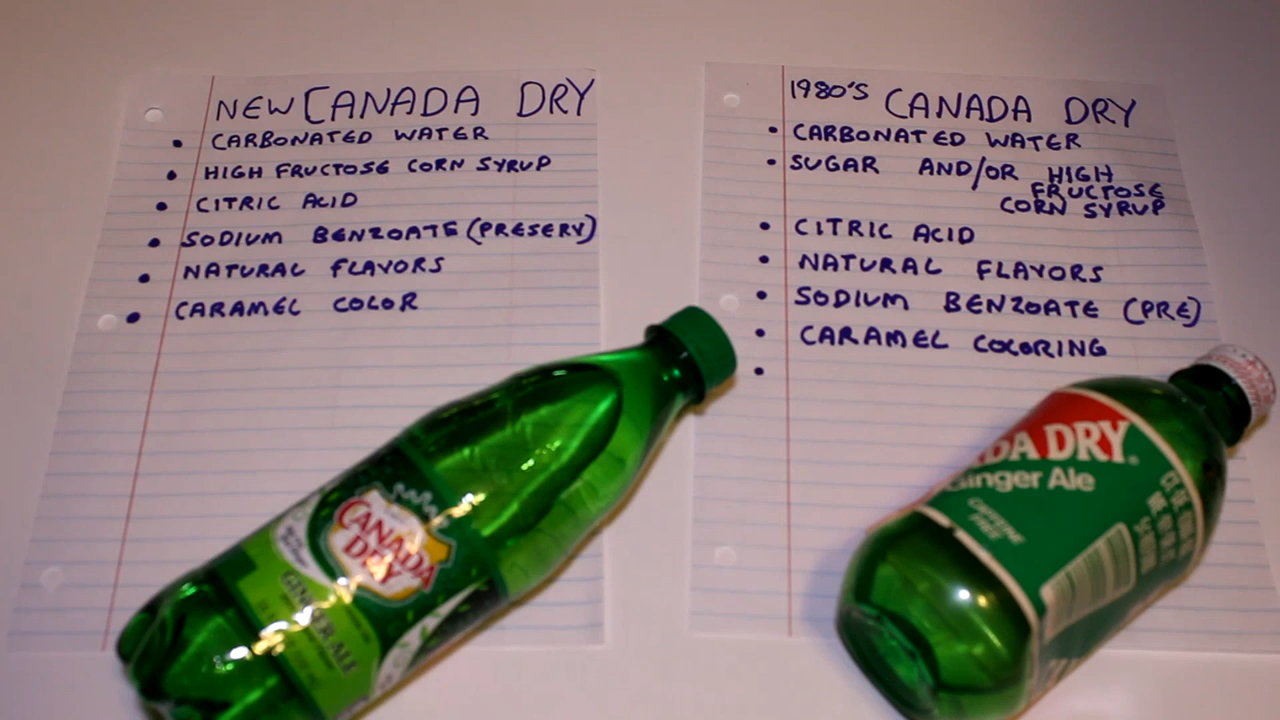 NEW CANADA DRY
• CARBONATED WATER
• HIGH FRUCTOSE CORN SYRUP
• CITRIC ACID
• SODIUM BENZOATE (PRESERV)
• NATURAL FLAVORS
• CARAMEL COLOR
1980'S CANADA DRY
• CARBONATED WATER
• SUGAR AND/OR HIGH
FRUCTOSE
CORN SYRUP
• CITRIC ACID
• NATURAL FLAVORS
• SODIUM BENZOATE (PRE)
• CARAMEL COLORING
•
CANADA
DRY
GINGER ALE
DA DRY
Ginger Ale
CAFFEINE
FREE